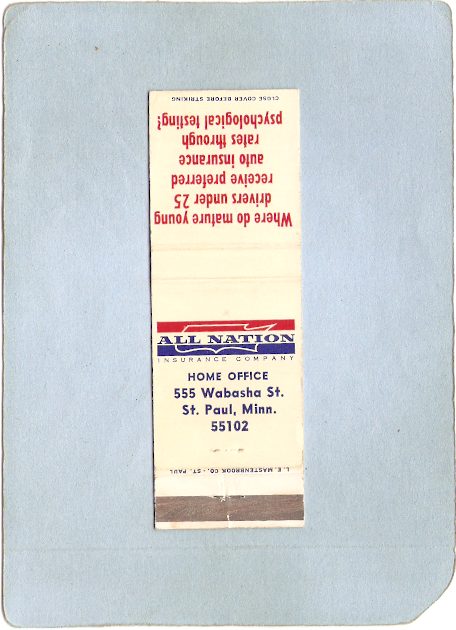 CLOSE COVER BEFORE STRIKING
Where do mature young
drivers under 25
receive preferred
auto insurance
rates through
psychological testing?
ALL NATION
INSURANCE COMPANY
HOME OFFICE
555 Wabasha St.
St. Paul, Minn.
55102
L. E. MASTENBROOK CO., ST. PAUL